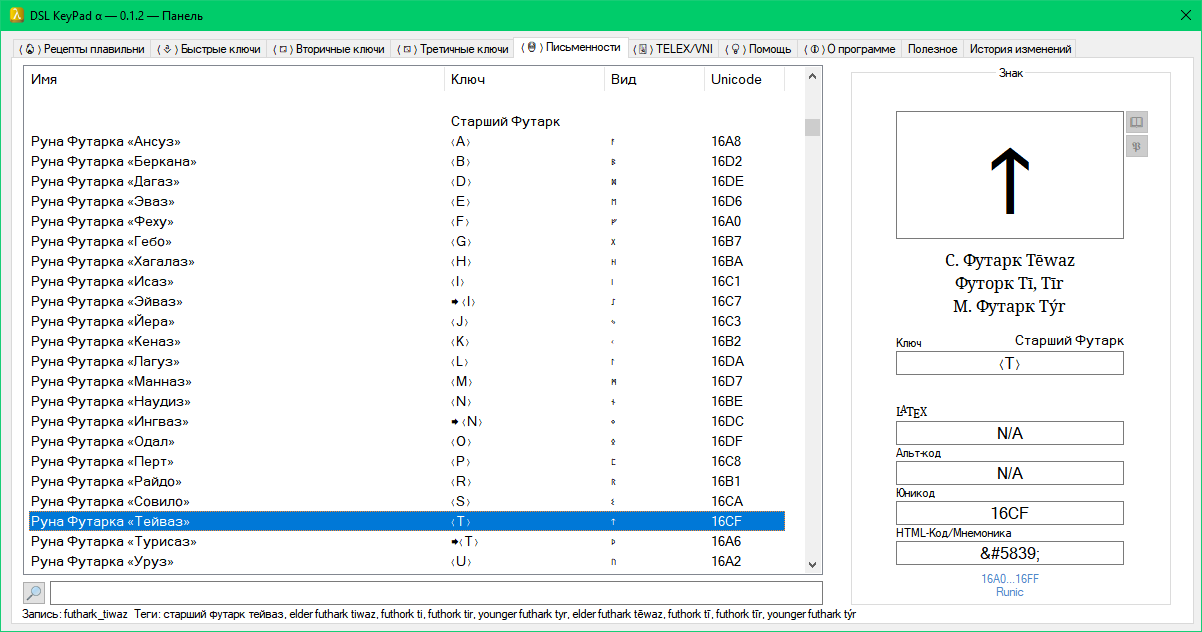 DSL KeyPad α — 0.1.2 — Панель
Рецепты плавильни Быстрые ключи Вторичные ключи Третичные ключи Письменности TELEX/VNI Помощь О программе Полезное История изменений
Имя Ключ Вид Unicode
Старший Футарк
Руна Футарка «Ансуз» ⟨A⟩ ᚨ 16A8
Руна Футарка «Беркана» ⟨B⟩ ᛒ 16D2
Руна Футарка «Дагаз» ⟨D⟩ ᛞ 16DE
Руна Футарка «Эваз» ⟨E⟩ ᛖ 16D6
Руна Футарка «Феху» ⟨F⟩ ᚠ 16A0
Руна Футарка «Гебо» ⟨G⟩ ᚷ 16B7
Руна Футарка «Хагалаз» ⟨H⟩ ᚺ 16BA
Руна Футарка «Исаз» ⟨I⟩ ᛁ 16C1
Руна Футарка «Эйваз» ➡ ⟨I⟩ ᛇ 16C7
Руна Футарка «Йера» ⟨J⟩ ᛃ 16C3
Руна Футарка «Кеназ» ⟨K⟩ ᚲ 16B2
Руна Футарка «Лагуз» ⟨L⟩ ᛚ 16DA
Руна Футарка «Манназ» ⟨M⟩ ᛗ 16D7
Руна Футарка «Наудиз» ⟨N⟩ ᚾ 16BE
Руна Футарка «Ингваз» ➡ ⟨N⟩ ᛜ 16DC
Руна Футарка «Одал» ⟨O⟩ ᛟ 16DF
Руна Футарка «Перт» ⟨P⟩ ᛈ 16C8
Руна Футарка «Райдо» ⟨R⟩ ᚱ 16B1
Руна Футарка «Совило» ⟨S⟩ ᛊ 16CA
Руна Футарка «Тейваз» ⟨T⟩ ᛏ 16CF
Руна Футарка «Турисаз» ➡⟨T⟩ ᚦ 16A6
Руна Футарка «Уруз» ⟨U⟩ ᚢ 16A2
Запись: futhark_tiwaz Теги: старший футарк тейваз, elder futhark tiwaz, futhork ti, futhork tir, younger futhark tyr, elder futhark tēwaz, futhork tī, futhork tīr, younger futhark týr
Знак
ᛏ
С. Футарк Tēwaz
Футорк Tī, Tīr
М. Футарк Týr
Ключ Старший Футарк
⟨T⟩
LATEX
N/A
Альт-код
N/A
Юникод
16CF
HTML-Код/Мнемоника
&#5839;
16A0...16FF
Runic